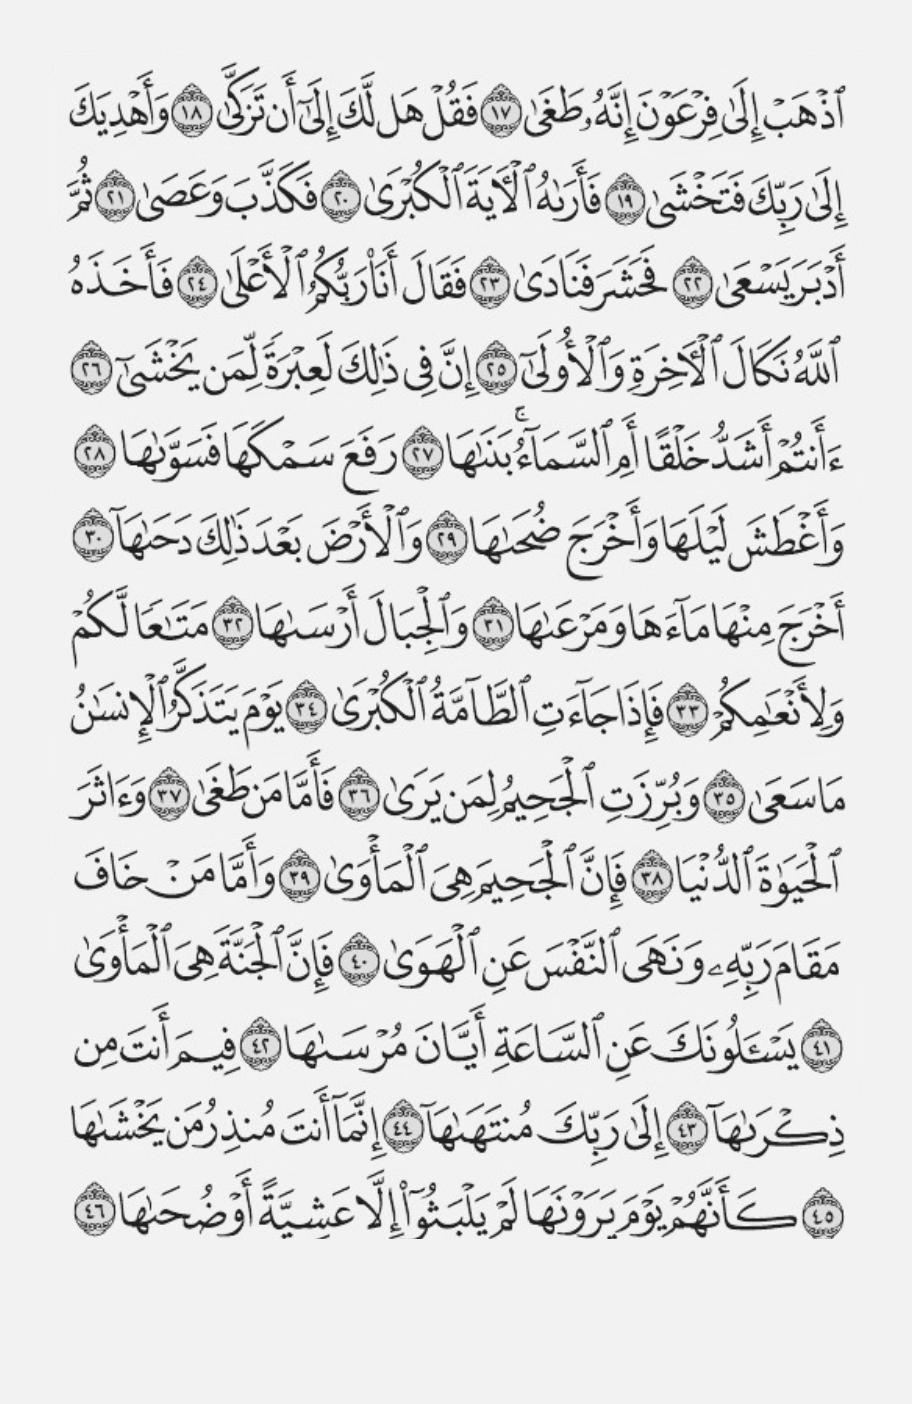 ٱذْهَبْ إِلَىٰ فِرْعَوْنَ إِنَّهُۥ طَغَىٰ ١٧ فَقُلْ هَل لَّكَ إِلَىٰٓ أَن تَزَكَّىٰ ١٨ وَأَهْدِيَكَ
إِلَىٰ رَبِّكَ فَتَخْشَىٰ ١٩ فَأَرَىٰهُ ٱلْءَايَةَ ٱلْكُبْرَىٰ ٢٠ فَكَذَّبَ وَعَصَىٰ ٢١ ثُمَّ
أَدْبَرَ يَسْعَىٰ ٢٢ فَحَشَرَ فَنَادَىٰ ٢٣ فَقَالَ أَنَا۠ رَبُّكُمُ ٱلْأَعْلَىٰ ٢٤ فَأَخَذَهُ
ٱللَّهُ نَكَالَ ٱلْءَاخِرَةِ وَٱلْأُولَىٰٓ ٢٥ إِنَّ فِى ذَٰلِكَ لَعِبْرَةً لِّمَن يَخْشَىٰٓ ٢٦
ءَأَنتُمْ أَشَدُّ خَلْقًا أَمِ ٱلسَّمَآءُ ۚ بَنَىٰهَا ٢٧ رَفَعَ سَمْكَهَا فَسَوَّىٰهَا ٢٨
وَأَغْطَشَ لَيْلَهَا وَأَخْرَجَ ضُحَىٰهَا ٢٩ وَٱلْأَرْضَ بَعْدَ ذَٰلِكَ دَحَىٰهَآ ٣٠
أَخْرَجَ مِنْهَا مَآءَهَا وَمَرْعَىٰهَا ٣١ وَٱلْجِبَالَ أَرْسَىٰهَا ٣٢ مَتَـٰعًا لَّكُمْ
وَلِأَنْعَـٰمِكُمْ ٣٣ فَإِذَا جَآءَتِ ٱلطَّآمَّةُ ٱلْكُبْرَىٰ ٣٤ يَوْمَ يَتَذَكَّرُ ٱلْإِنسَـٰنُ
مَا سَعَىٰ ٣٥ وَبُرِّزَتِ ٱلْجَحِيمُ لِمَن يَرَىٰ ٣٦ فَأَمَّا مَن طَغَىٰ ٣٧ وَءَاثَرَ
ٱلْحَيَوٰةَ ٱلدُّنْيَا ٣٨ فَإِنَّ ٱلْجَحِيمَ هِىَ ٱلْمَأْوَىٰ ٣٩ وَأَمَّا مَنْ خَافَ
مَقَامَ رَبِّهِۦ وَنَهَى ٱلنَّفْسَ عَنِ ٱلْهَوَىٰ ٤٠ فَإِنَّ ٱلْجَنَّةَ هِىَ ٱلْمَأْوَىٰ
٤١ يَسْـَٔلُونَكَ عَنِ ٱلسَّاعَةِ أَيَّانَ مُرْسَىٰهَا ٤٢ فِيمَ أَنتَ مِن
ذِكْرَىٰهَآ ٤٣ إِلَىٰ رَبِّكَ مُنتَهَىٰهَآ ٤٤ إِنَّمَآ أَنتَ مُنذِرُ مَن يَخْشَىٰهَا
٤٥ كَأَنَّهُمْ يَوْمَ يَرَوْنَهَا لَمْ يَلْبَثُوٓا۟ إِلَّا عَشِيَّةً أَوْ ضُحَىٰهَا ٤٦